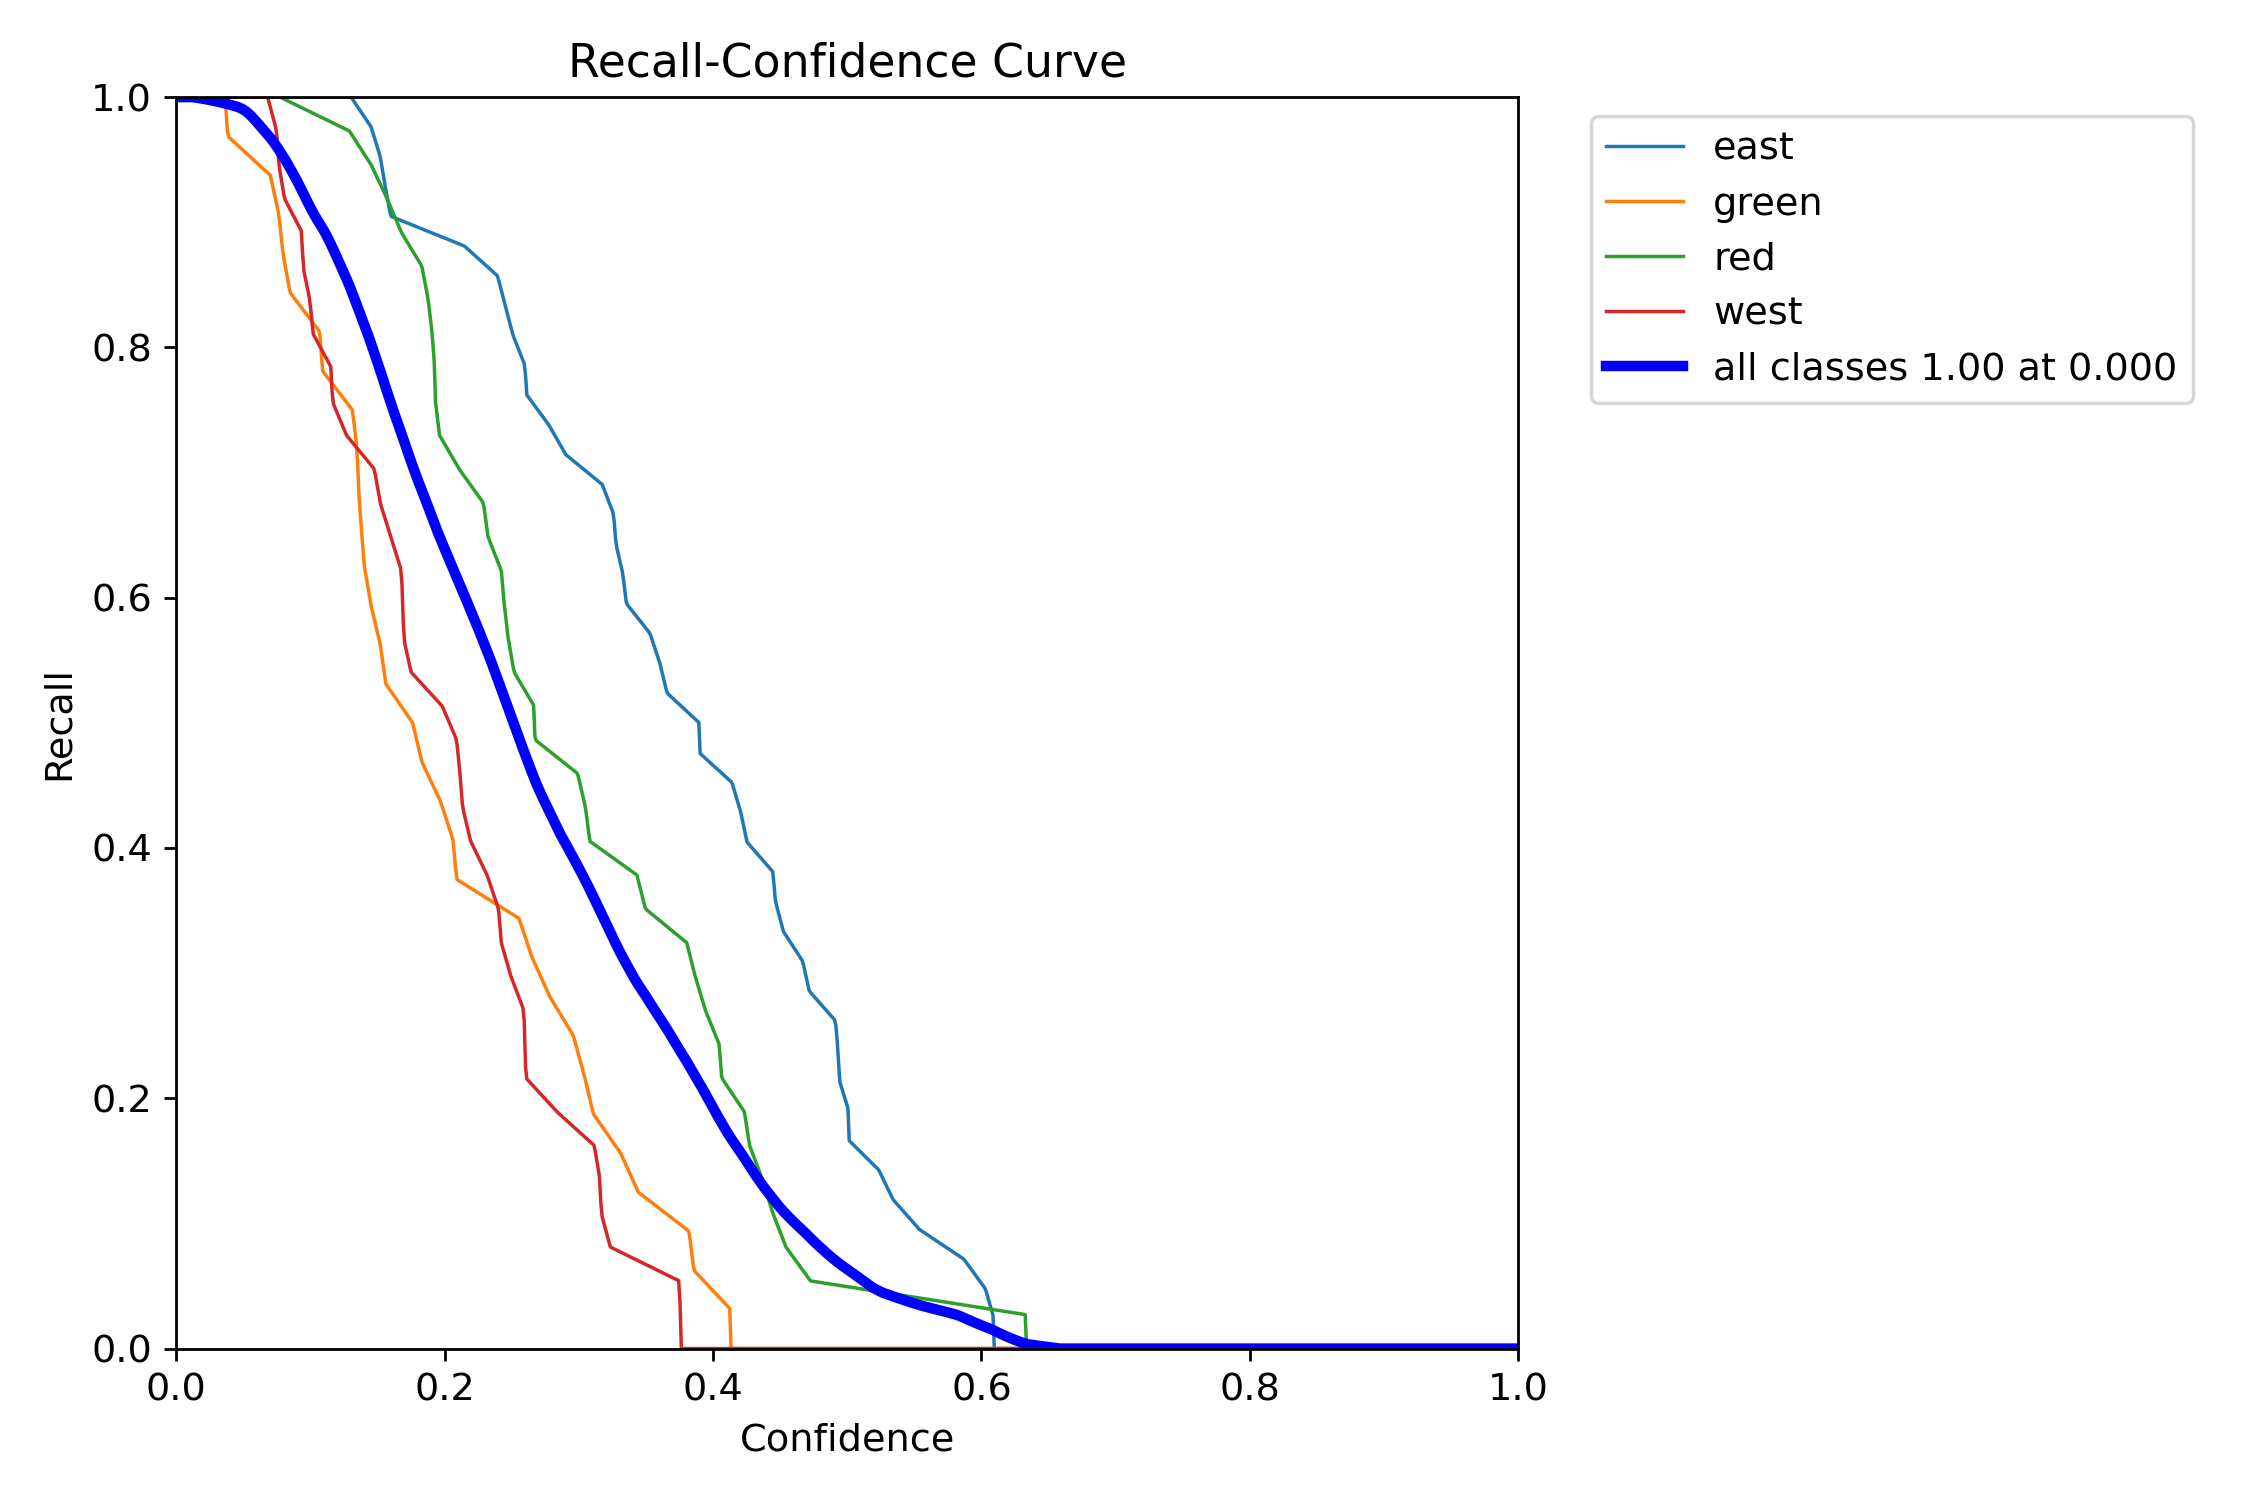 Recall-Confidence Curve
1.0
0.8
0.6
0.4
0.2
0.0
Recall
0.0 0.2 0.4 0.6 0.8 1.0
Confidence
east
green
red
west
all classes 1.00 at 0.000